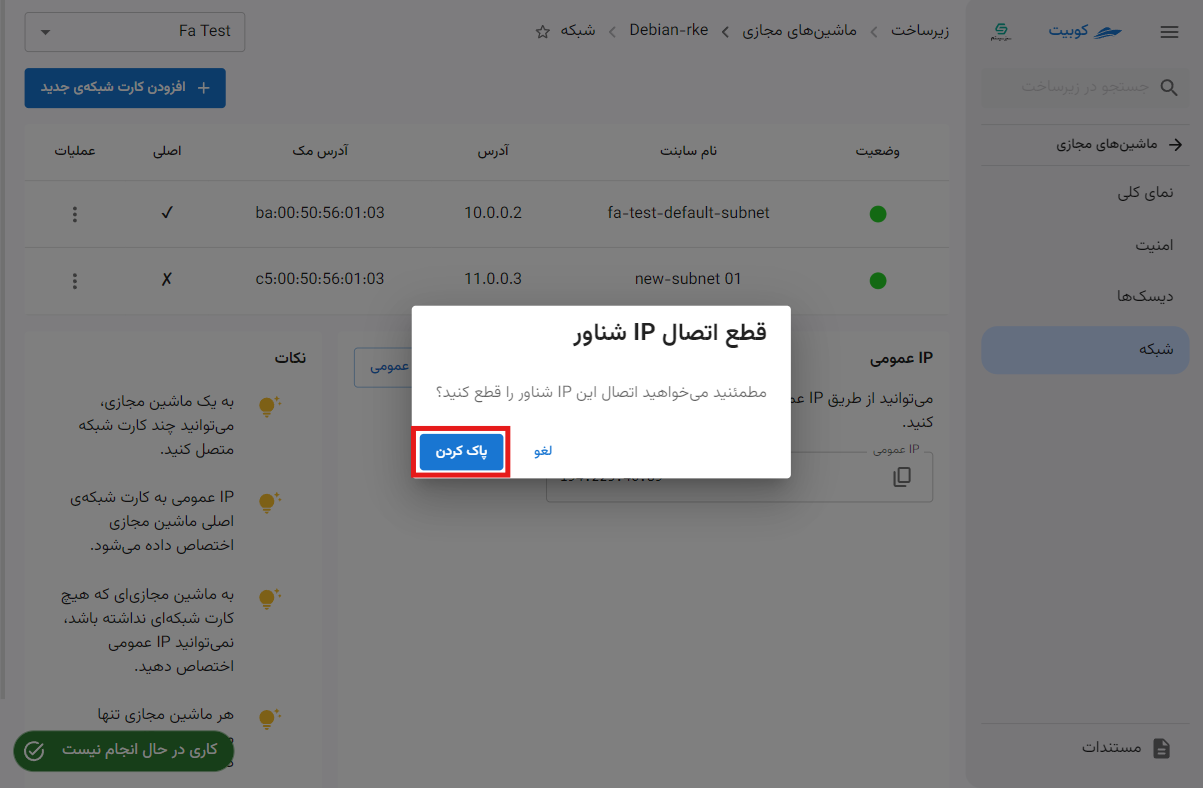 کوبیت
جستجو در زیرساخت
ماشین‌های مجازی
نمای کلی
امنیت
دیسک‌ها
شبکه
مستندات
زیرساخت
ماشین‌های مجازی
Debian-rke
شبکه
Fa Test
افزودن کارت شبکه‌ی جدید
وضعیت نام سابنت آدرس آدرس مک اصلی عملیات
fa-test-default-subnet 10.0.0.2 ba:00:50:56:01:03 ✓
new-subnet 01 11.0.0.3 c5:00:50:56:01:03 ✗
قطع اتصال IP شناور
مطمئنید می‌خواهید اتصال این IP شناور را قطع کنید؟
لغو
پاک کردن
IP عمومی
عمومی
می‌توانید از طریق IP
کنید.
IP عمومی
نکات
به یک ماشین مجازی،
می‌توانید چند کارت شبکه
متصل کنید.
IP عمومی به کارت شبکه‌ی
اصلی ماشین مجازی
اختصاص داده می‌شود.
به ماشین مجازی‌ای که هیچ
کارت شبکه‌ای نداشته باشد،
نمی‌توانید IP عمومی
اختصاص دهید.
هر ماشین مجازی تنها
کاری در حال انجام نیست